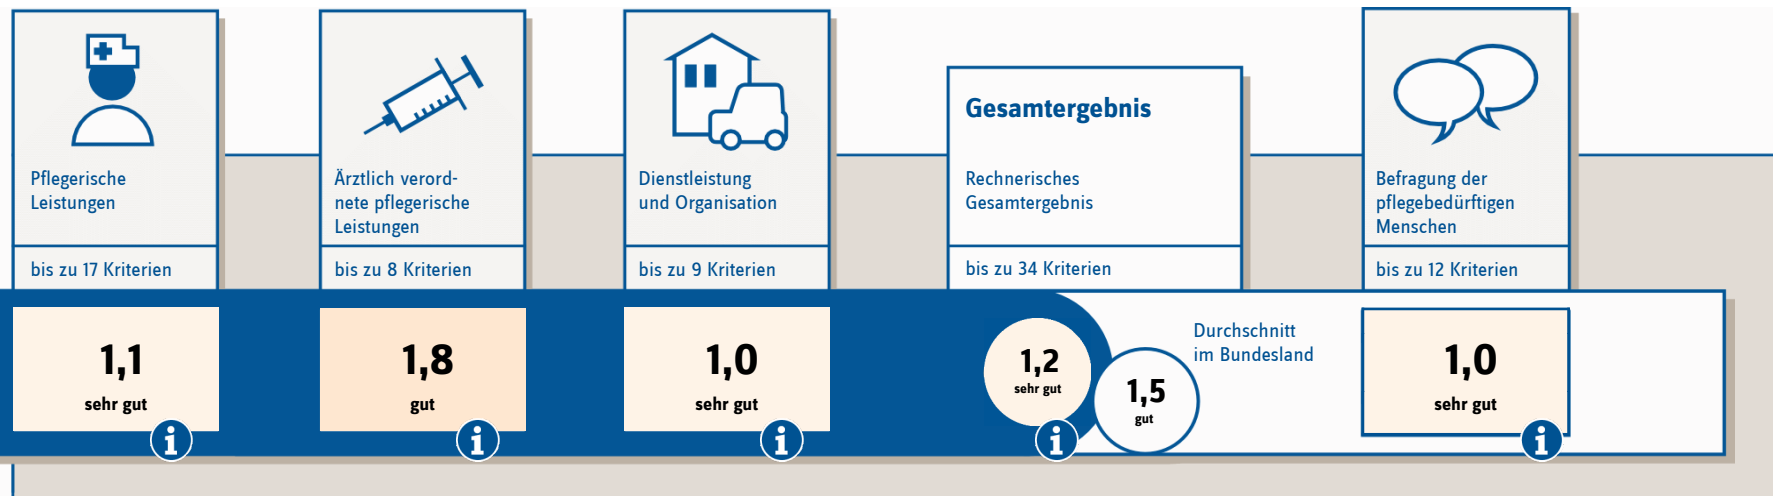 Pflegerische
Leistungen
bis zu 17 Kriterien
1,1
sehr gut
i
Ärztlich verord-
nete pflegerische
Leistungen
bis zu 8 Kriterien
1,8
gut
i
Dienstleistung
und Organisation
bis zu 9 Kriterien
1,0
sehr gut
i
Gesamtergebnis
Rechnerisches
Gesamtergebnis
bis zu 34 Kriterien
1,2
sehr gut
i
1,5
gut
Durchschnitt
im Bundesland
Befragung der
pflegebedürftigen
Menschen
bis zu 12 Kriterien
1,0
sehr gut
i